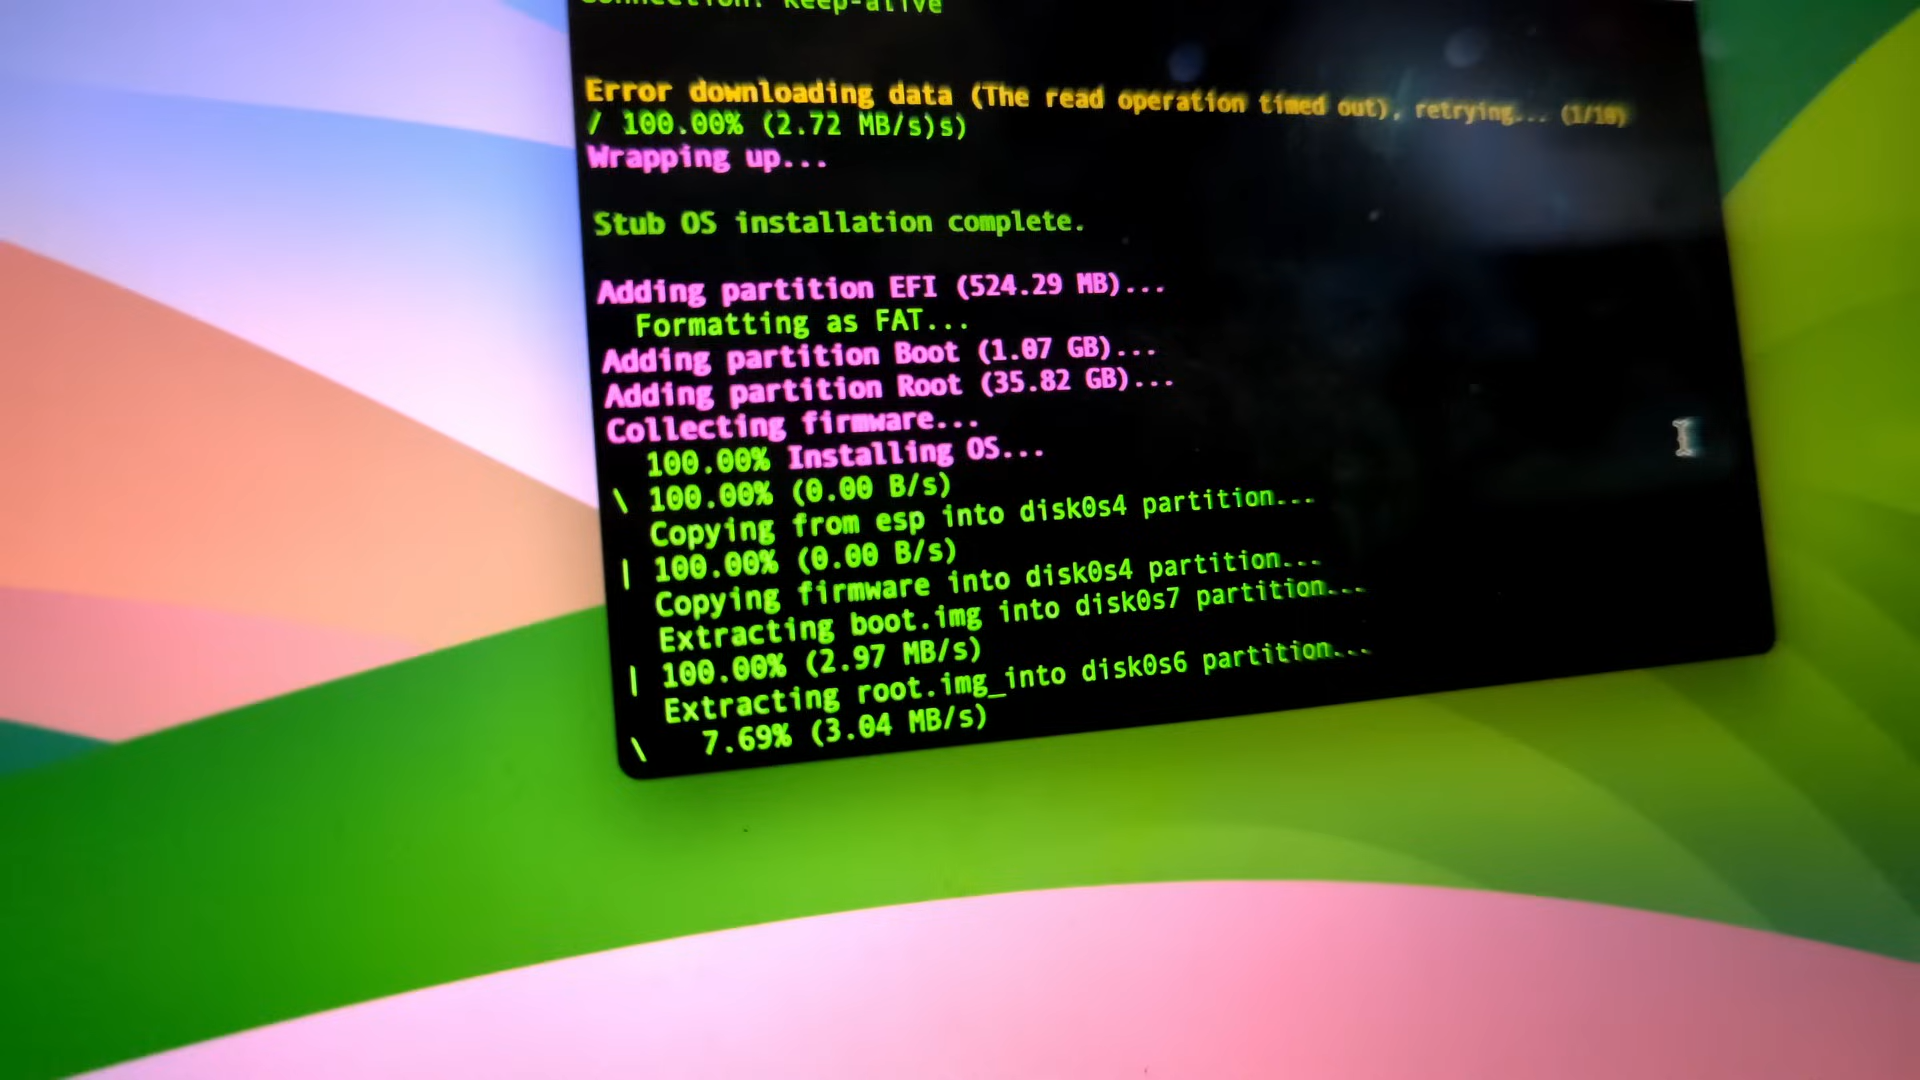 Connection: keep-alive
Error downloading data (The read operation timed out), retrying... (1/10)
/ 100.00% (2.72 MB/s)s)
Wrapping up...
Stub OS installation complete.
Adding partition EFI (524.29 MB)...
Formatting as FAT...
Adding partition Boot (1.07 GB)...
Adding partition Root (35.82 GB)...
Collecting firmware...
100.00% Installing OS...
\ 100.00% (0.00 B/s)
Copying from esp into disk0s4 partition...
| 100.00% (0.00 B/s)
Copying firmware into disk0s4 partition...
Extracting boot.img into disk0s7 partition...
| 100.00% (2.97 MB/s)
Extracting root.img_into disk0s6 partition...
\ 7.69% (3.04 MB/s)